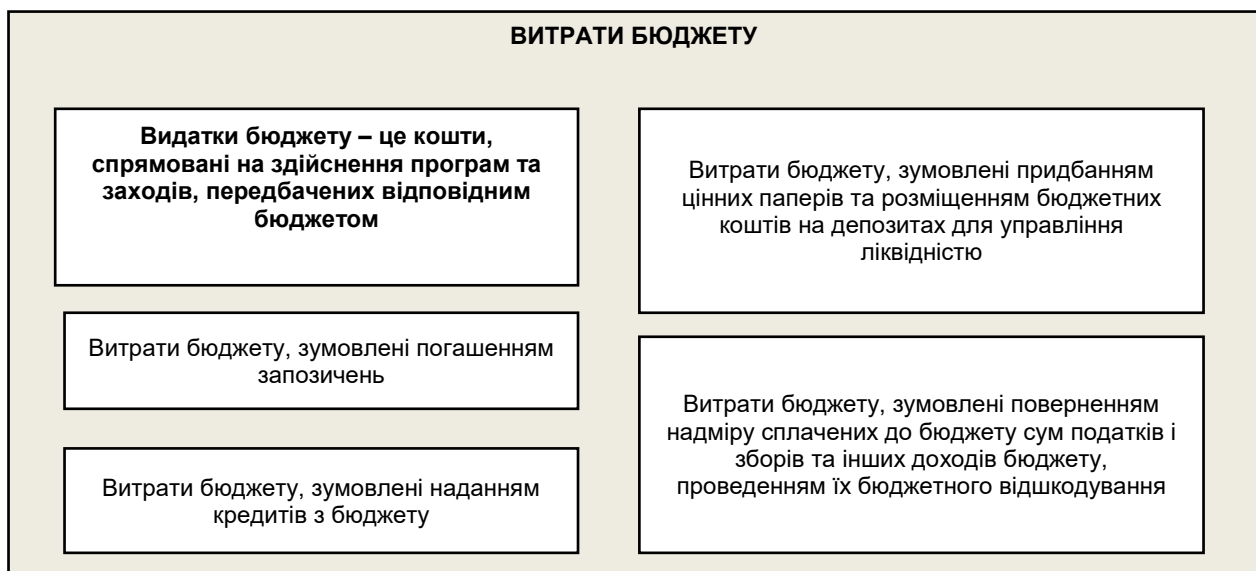 ВИТРАТИ БЮДЖЕТУ
Видатки бюджету – це кошти,
спрямовані на здійснення програм та
заходів, передбачених відповідним
бюджетом
Витрати бюджету, зумовлені погашенням
запозичень
Витрати бюджету, зумовлені наданням
кредитів з бюджету
Витрати бюджету, зумовлені придбанням
цінних паперів та розміщенням бюджетних
коштів на депозитах для управління
ліквідністю
Витрати бюджету, зумовлені поверненням
надміру сплачених до бюджету сум податків і
зборів та інших доходів бюджету,
проведенням їх бюджетного відшкодування